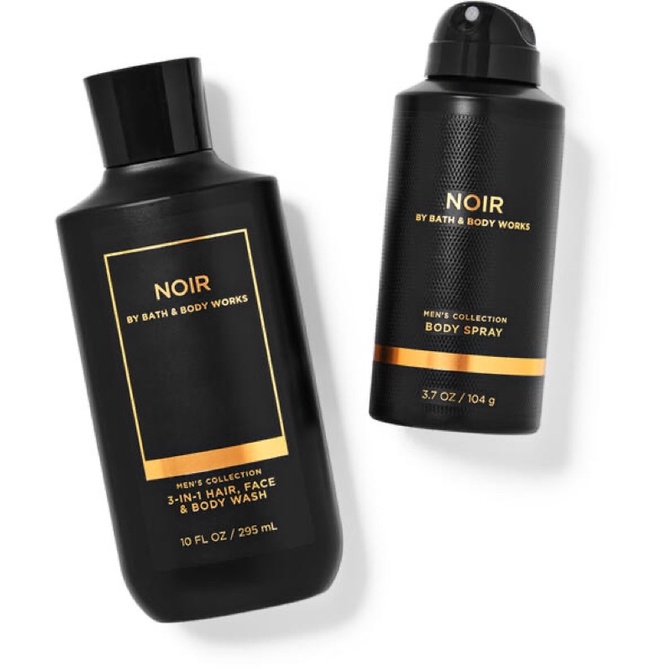 NOIR
BY BATH & BODY WORKS
MEN'S COLLECTION
3-IN-1 HAIR, FACE
& BODY WASH
10 FL OZ / 295 mL
NOIR
BY BATH & BODY WORKS
MEN'S COLLECTION
BODY SPRAY
3.7 OZ / 104 g